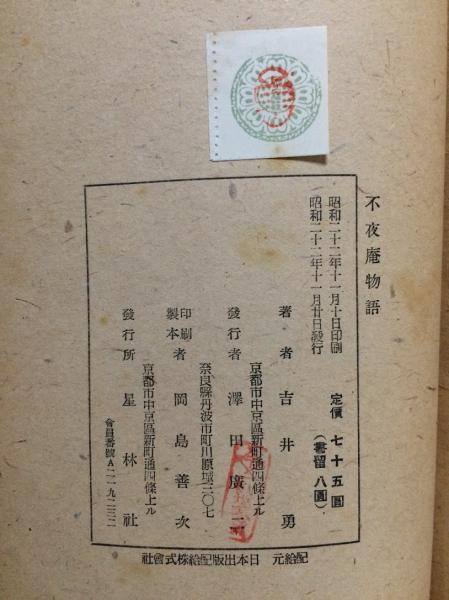 不夜庵物語
昭和二十二年十一月十日印刷
昭和二十二年十一月廿日發行
定價 七十五圓
（書留八圓）
著者 吉井勇
京都市中京區新町通四條上ル
發行者 澤田廣二
奈良縣丹波市町川原城三〇七
印刷製本者 岡島善次
京都市中京區新町通四條上ル
發行所 星林社
會員番號A二一九二三二
配給元 日本出版配給株式會社